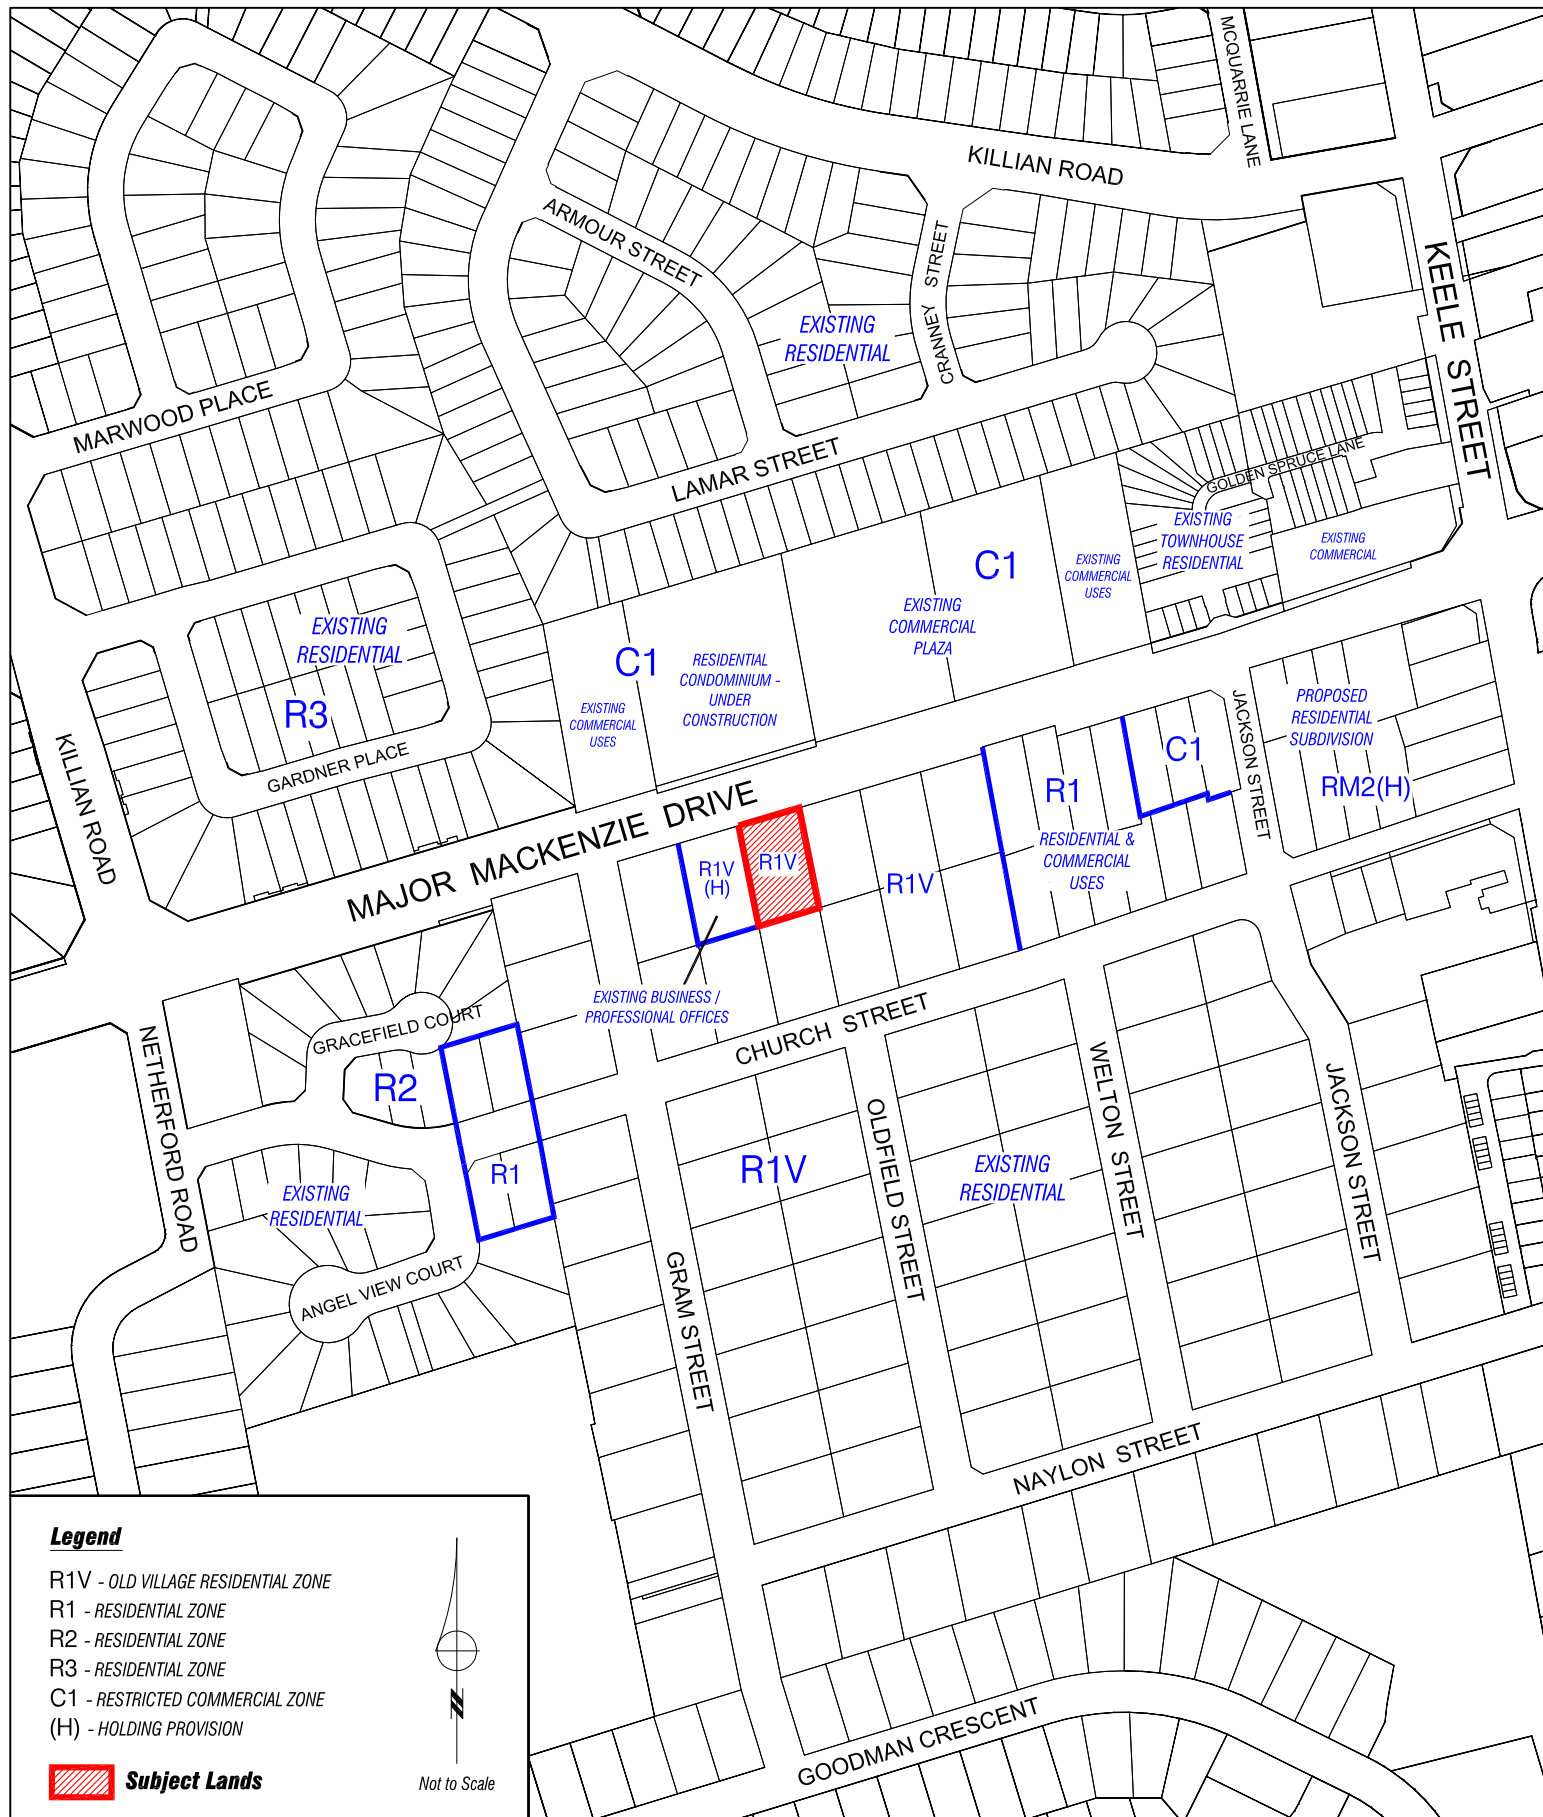 MCQUARRIE LANE
KILLIAN ROAD
ARMOUR STREET
CRANNEY STREET
KEELE STREET
EXISTING
RESIDENTIAL
MARWOOD PLACE
LAMAR STREET
GOLDEN SPRUCE LANE
EXISTING
TOWNHOUSE
RESIDENTIAL
EXISTING
COMMERCIAL
C1
EXISTING
COMMERCIAL
USES
EXISTING
COMMERCIAL
PLAZA
EXISTING
RESIDENTIAL
R3
C1
RESIDENTIAL
CONDOMINIUM -
UNDER
CONSTRUCTION
EXISTING
COMMERCIAL
USES
GARDNER PLACE
KILLIAN ROAD
JACKSON STREET
PROPOSED
RESIDENTIAL
SUBDIVISION
RM2(H)
C1
R1
RESIDENTIAL &
COMMERCIAL
USES
MAJOR MACKENZIE DRIVE
R1V
(H)
R1V
R1V
EXISTING BUSINESS /
PROFESSIONAL OFFICES
CHURCH STREET
GRACEFIELD COURT
NETHERFORD ROAD
R2
R1
EXISTING
RESIDENTIAL
ANGEL VIEW COURT
R1V
OLDFIELD STREET
EXISTING
RESIDENTIAL
WELTON STREET
JACKSON STREET
GRAM STREET
NAYLON STREET
GOODMAN CRESCENT
Legend
R1V - OLD VILLAGE RESIDENTIAL ZONE
R1 - RESIDENTIAL ZONE
R2 - RESIDENTIAL ZONE
R3 - RESIDENTIAL ZONE
C1 - RESTRICTED COMMERCIAL ZONE
(H) - HOLDING PROVISION
Subject Lands
N
Not to Scale